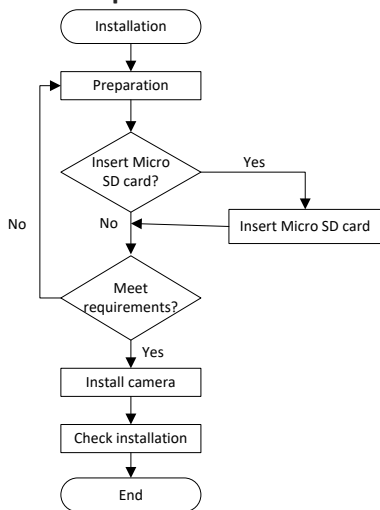 Installation
Preparation
Insert Micro
SD card?
Yes
No
No
Insert Micro SD card
Meet
requirements?
Yes
Install camera
Check installation
End